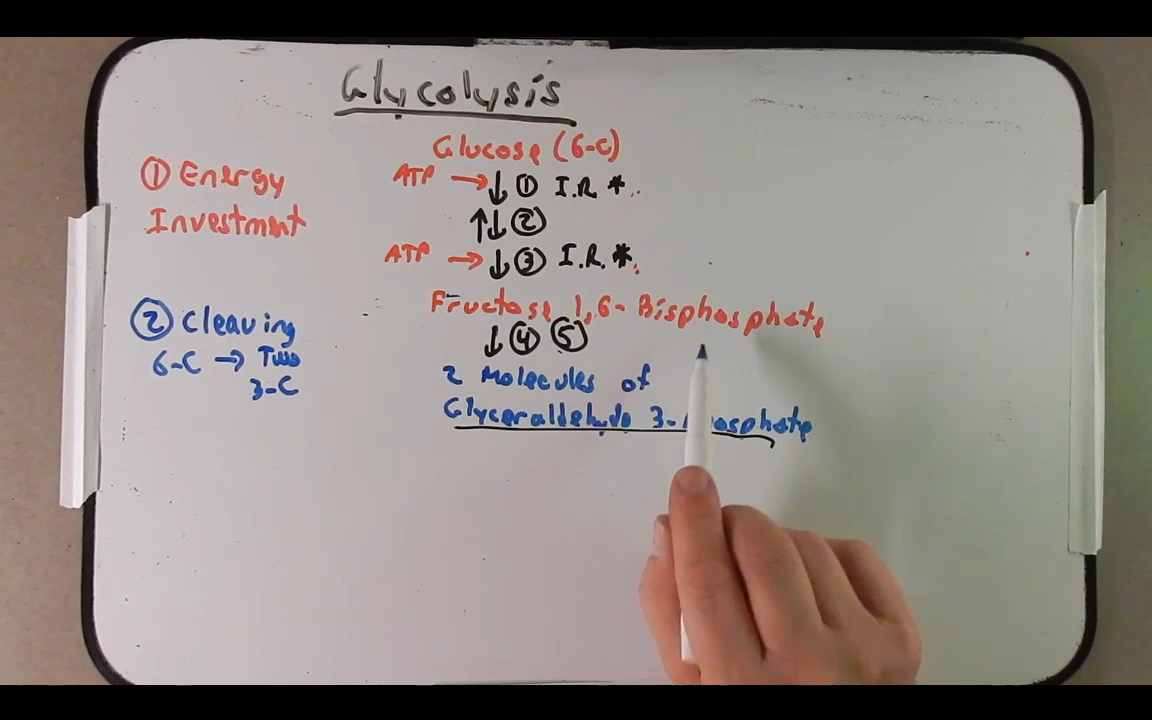 Glycolysis
Glucose (6-C)
① Energy
Investment
ATP → ↓ ① I.R *
↑↓ ②
ATP → ↓ ③ I.R. *
Fructose 1,6-Bisphosphate
② Cleaving
6-C → Two
3-C
↓ ④ ⑤
2 Molecules of
Glyceraldehyde 3-